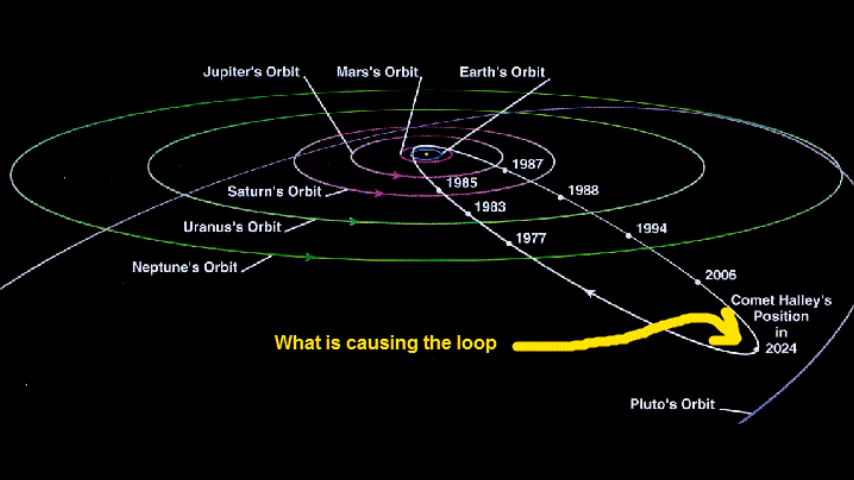 Jupiter's Orbit
Mars's Orbit
Earth's Orbit
1987
1985
1988
Saturn's Orbit
1983
Uranus's Orbit
1994
1977
Neptune's Orbit
2005
Comet Halley's
Position
in
2024
What is causing the loop
Pluto's Orbit